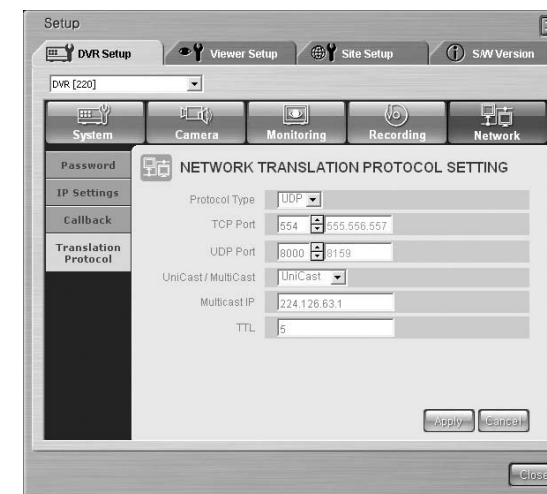 Setup
DVR Setup Viewer Setup Site Setup S/W Version
DVR [220]
System Camera Monitoring Recording Network
Password
IP Settings
Callback
Translation
Protocol
NETWORK TRANSLATION PROTOCOL SETTING
Protocol Type UDP
TCP Port 554 555.556.557
UDP Port 8000 8159
UniCast / MultiCast UniCast
Multicast IP 224.126.63.1
TTL 5
Apply Cancel
Close